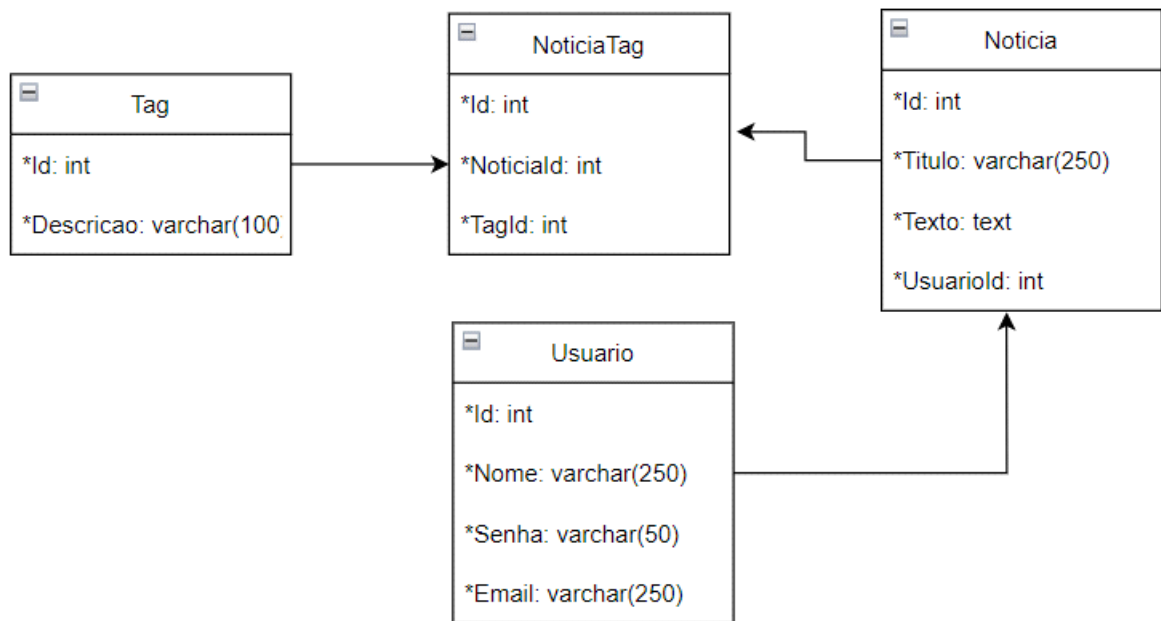 Tag
*Id: int
*Descricao: varchar(100)
NoticiaTag
*Id: int
*NoticiaId: int
*TagId: int
Noticia
*Id: int
*Titulo: varchar(250)
*Texto: text
*UsuarioId: int
Usuario
*Id: int
*Nome: varchar(250)
*Senha: varchar(50)
*Email: varchar(250)